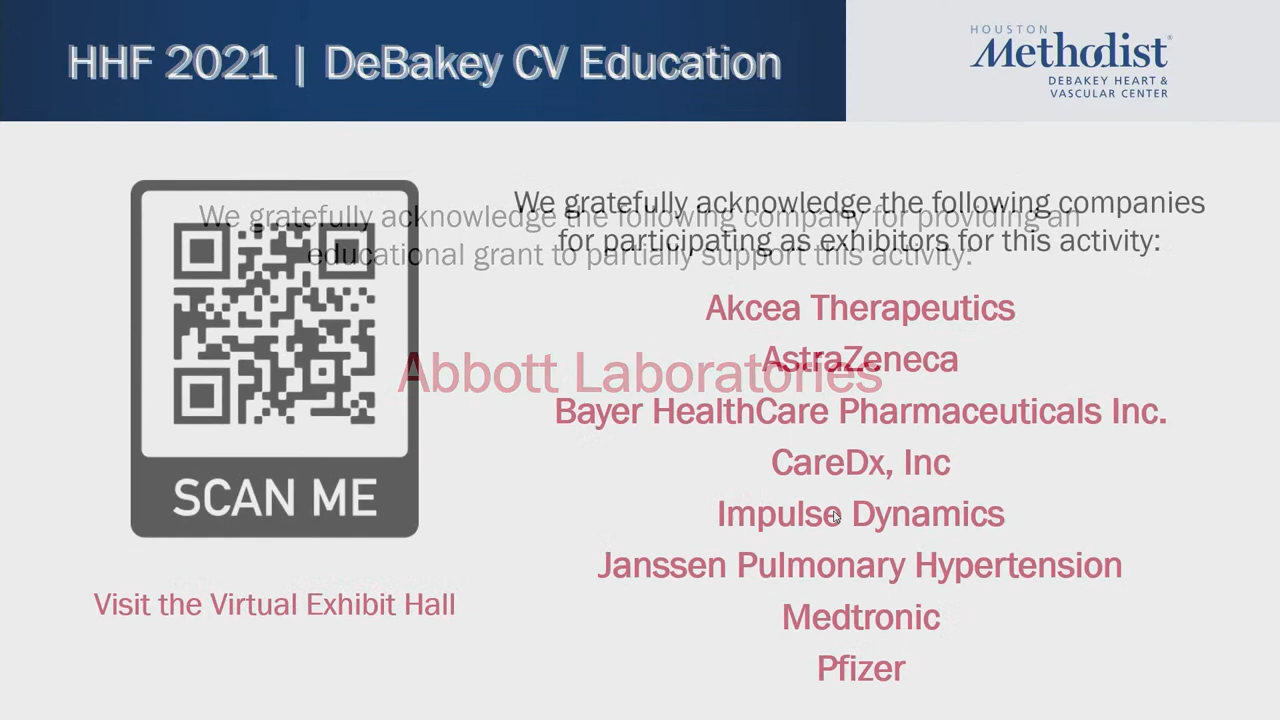 HHF 2021 | DeBakey CV Education
HOUSTON
Methodist
DEBAKEY HEART &
VASCULAR CENTER
We gratefully acknowledge the following company for providing an
educational grant to partially support this activity:
Abbott Laboratories
We gratefully acknowledge the following companies
for participating as exhibitors for this activity:
Akcea Therapeutics
AstraZeneca
Bayer HealthCare Pharmaceuticals Inc.
CareDx, Inc
Impulse Dynamics
Janssen Pulmonary Hypertension
Medtronic
Pfizer
SCAN ME
Visit the Virtual Exhibit Hall